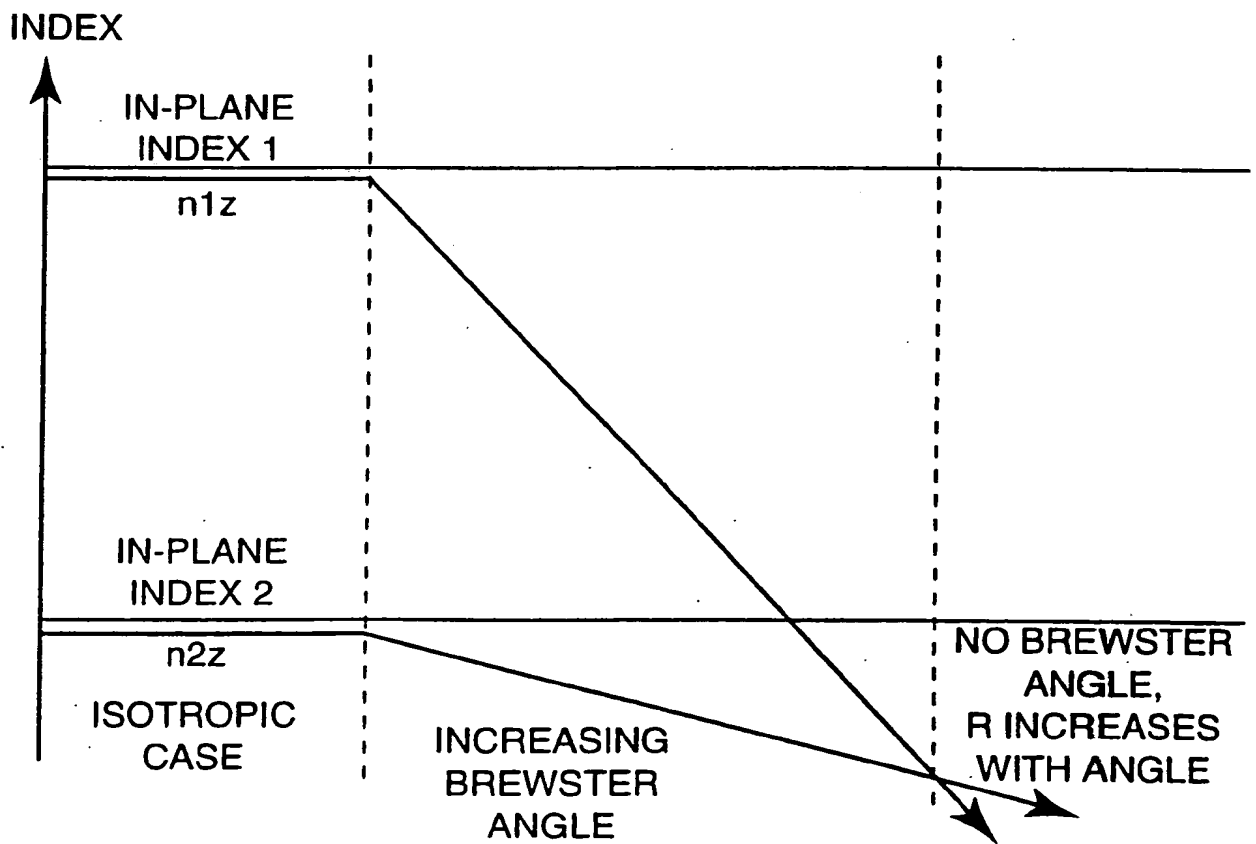 INDEX
IN-PLANE
INDEX 1
n1z
IN-PLANE
INDEX 2
n2z
ISOTROPIC
CASE
INCREASING
BREWSTER
ANGLE
NO BREWSTER
ANGLE,
R INCREASES
WITH ANGLE